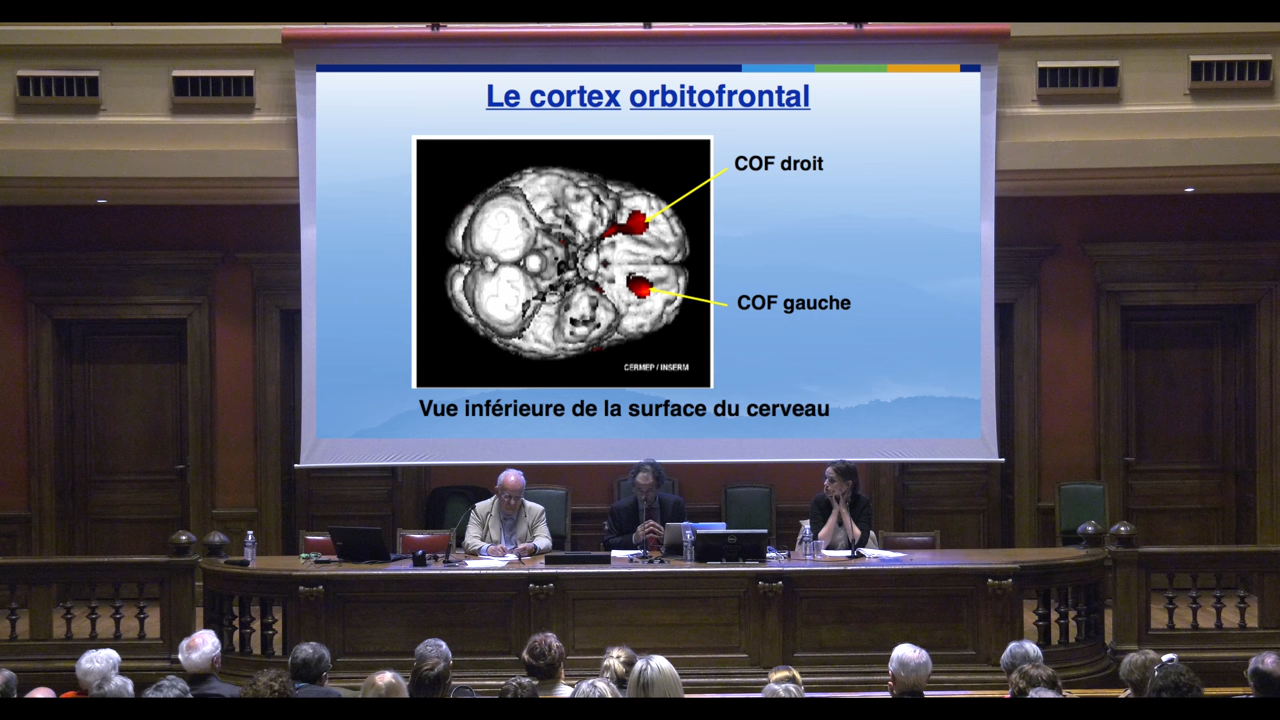 Le cortex orbitofrontal
COF droit
COF gauche
CERMEP / INSERM
Vue inférieure de la surface du cerveau